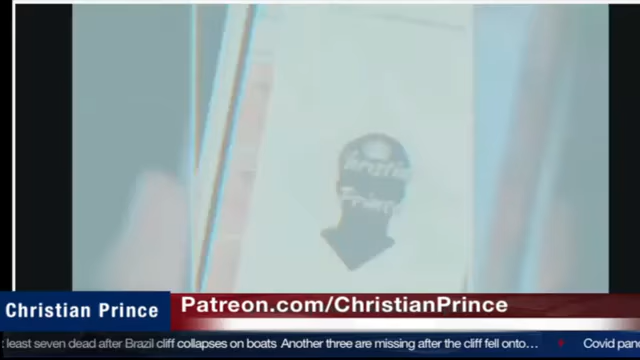 Christian Prince
Patreon.com/ChristianPrince
: least seven dead after Brazil cliff collapses on boats Another three are missing after the cliff fell onto...
Covid pan